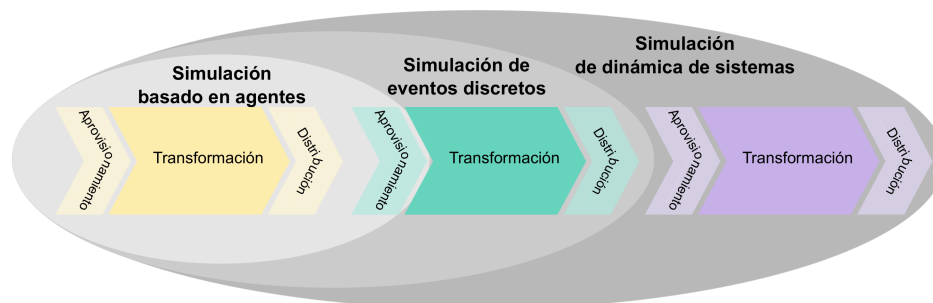 Simulación
basado en agentes
Simulación de
eventos discretos
Simulación
de dinámica de sistemas
Aprovisionamiento
Transformación
Distribución
Aprovisionamiento
Transformación
Distribución
Aprovisionamiento
Transformación
Distribución